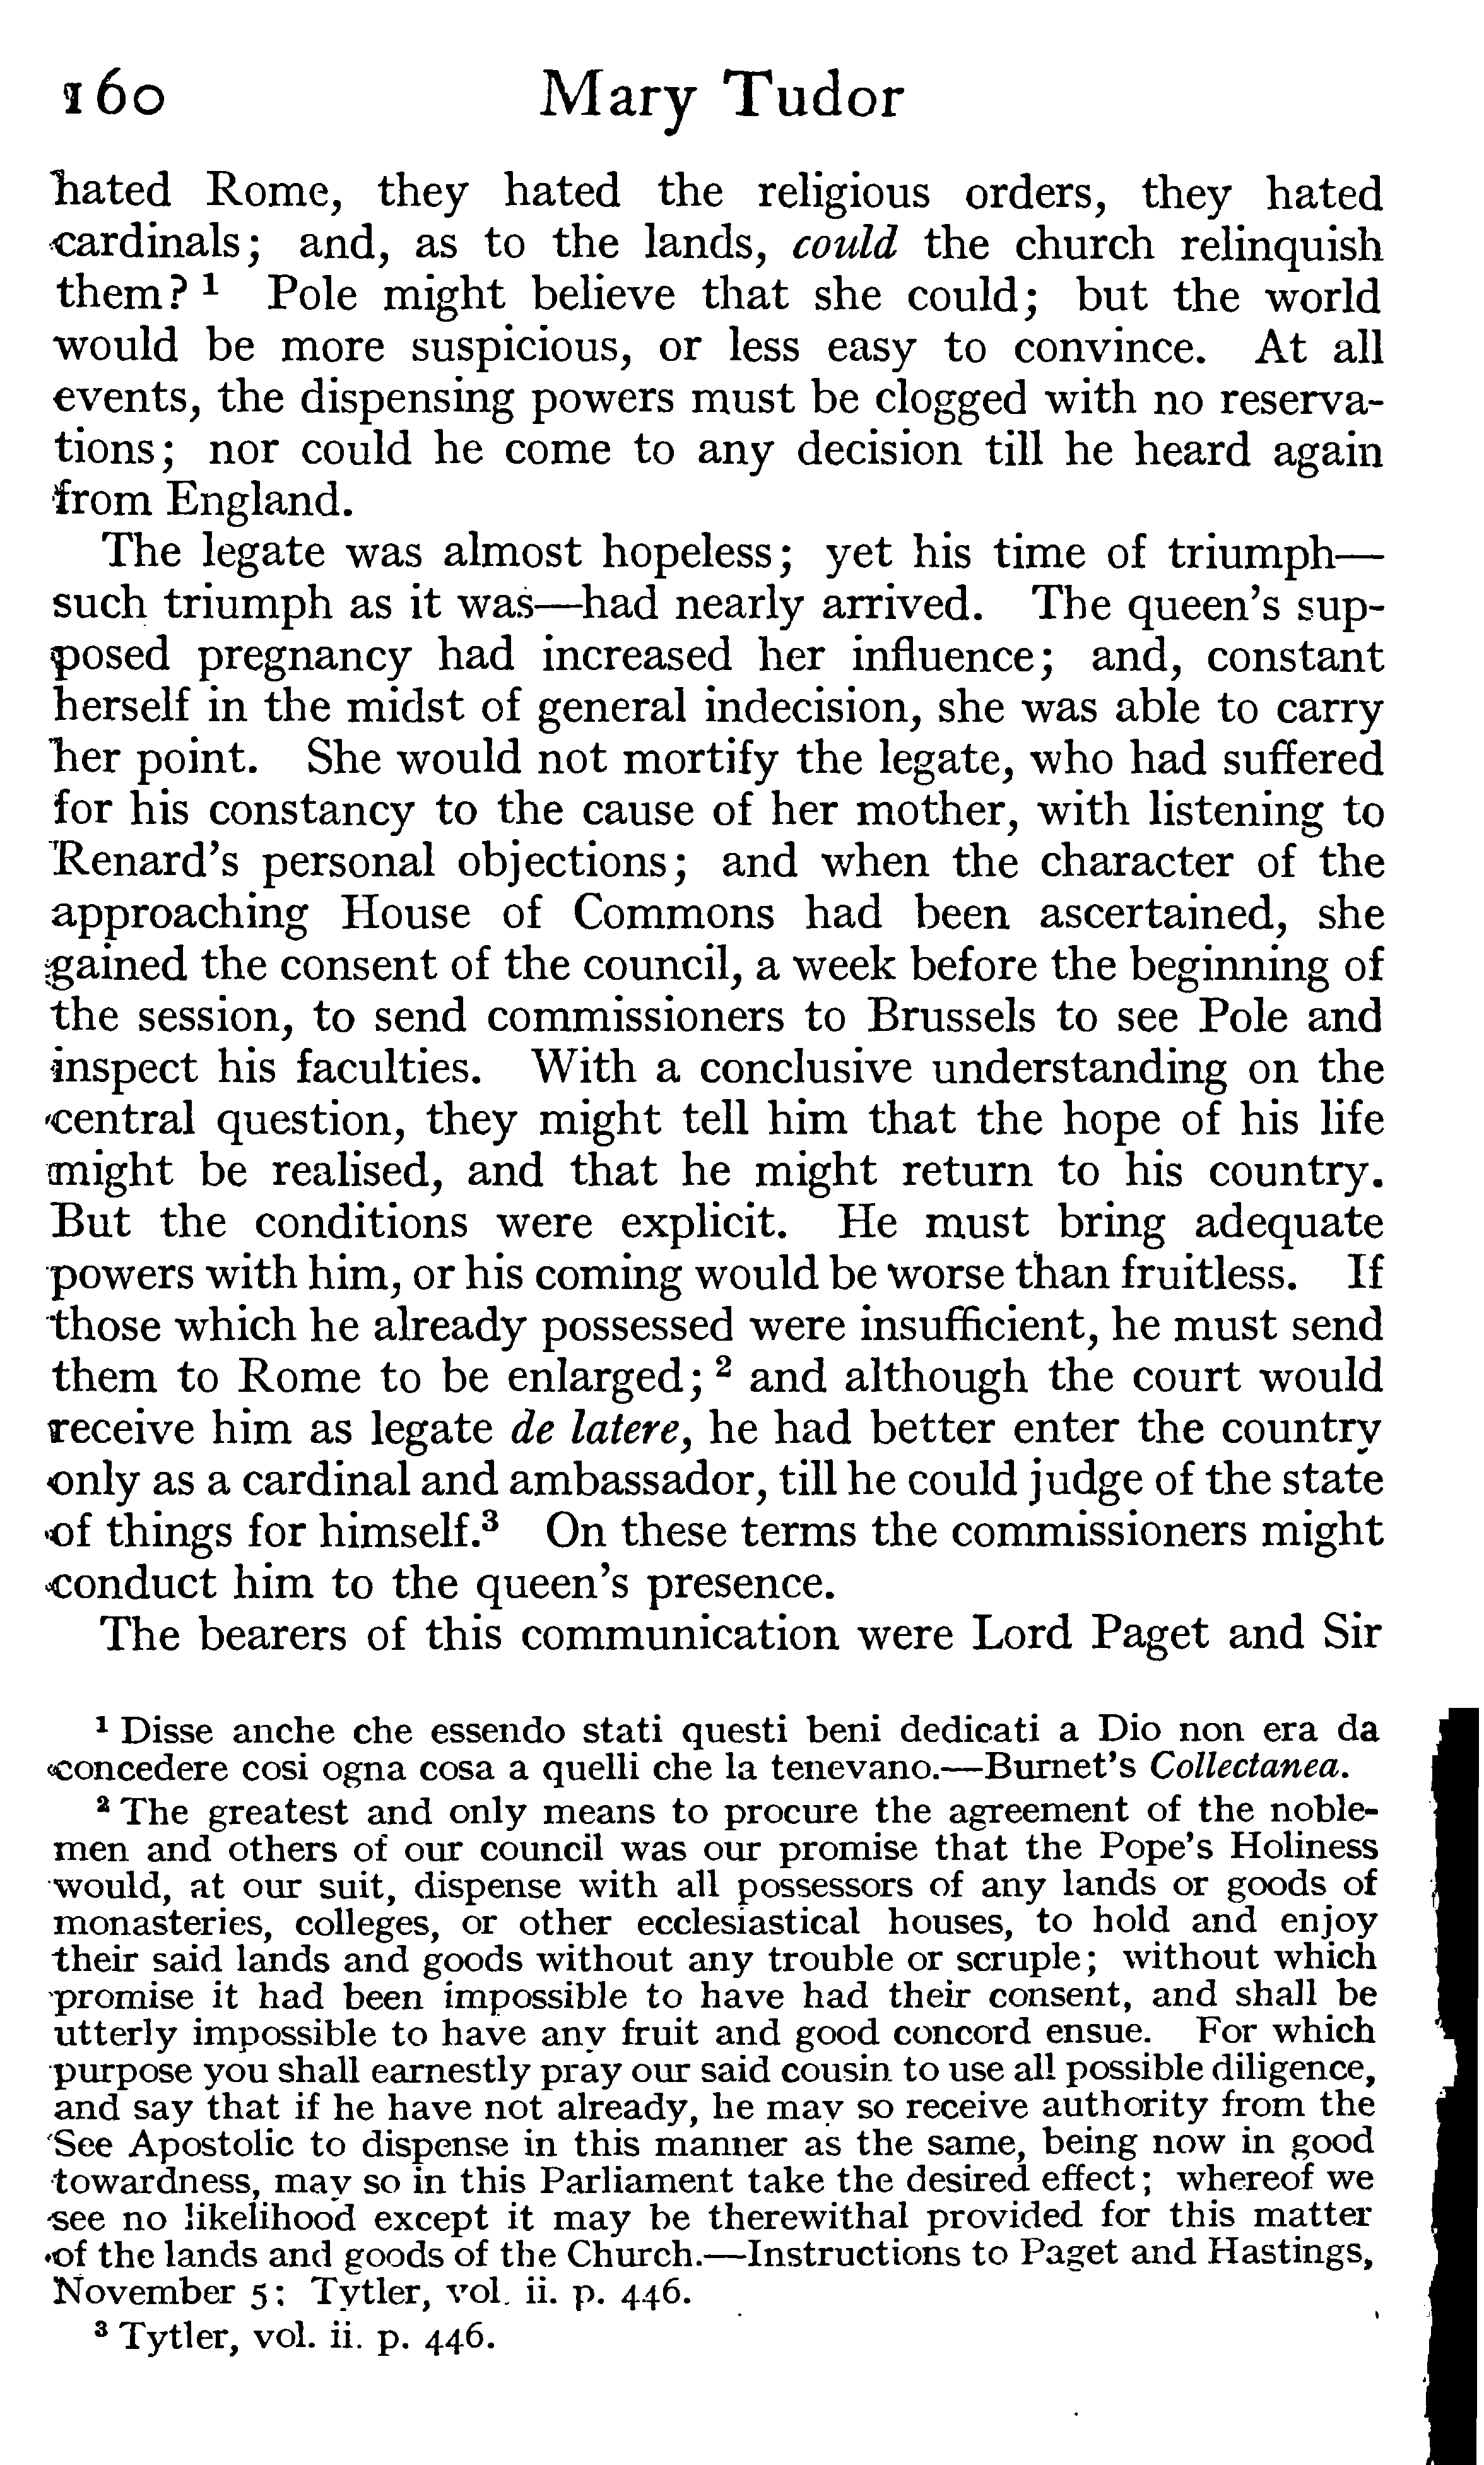 160 Mary Tudor
hated Rome, they hated the religious orders, they hated
cardinals; and, as to the lands, could the church relinquish
them? ¹ Pole might believe that she could; but the world
would be more suspicious, or less easy to convince. At all
events, the dispensing powers must be clogged with no reserva-
tions; nor could he come to any decision till he heard again
from England.
The legate was almost hopeless; yet his time of triumph—
such triumph as it was—had nearly arrived. The queen's sup-
posed pregnancy had increased her influence; and, constant
herself in the midst of general indecision, she was able to carry
her point. She would not mortify the legate, who had suffered
for his constancy to the cause of her mother, with listening to
Renard's personal objections; and when the character of the
approaching House of Commons had been ascertained, she
gained the consent of the council, a week before the beginning of
the session, to send commissioners to Brussels to see Pole and
inspect his faculties. With a conclusive understanding on the
central question, they might tell him that the hope of his life
might be realised, and that he might return to his country.
But the conditions were explicit. He must bring adequate
powers with him, or his coming would be worse than fruitless. If
those which he already possessed were insufficient, he must send
them to Rome to be enlarged; ² and although the court would
receive him as legate de latere, he had better enter the country
only as a cardinal and ambassador, till he could judge of the state
of things for himself.³ On these terms the commissioners might
conduct him to the queen's presence.
The bearers of this communication were Lord Paget and Sir
¹ Disse anche che essendo stati questi beni dedicati a Dio non era da
concedere cosi ogna cosa a quelli che la tenevano.—Burnet's Collectanea.
² The greatest and only means to procure the agreement of the noble-
men and others of our council was our promise that the Pope's Holiness
would, at our suit, dispense with all possessors of any lands or goods of
monasteries, colleges, or other ecclesiastical houses, to hold and enjoy
their said lands and goods without any trouble or scruple; without which
promise it had been impossible to have had their consent, and shall be
utterly impossible to have any fruit and good concord ensue. For which
purpose you shall earnestly pray our said cousin to use all possible diligence,
and say that if he have not already, he may so receive authority from the
See Apostolic to dispense in this manner as the same, being now in good
towardness, may so in this Parliament take the desired effect; whereof we
see no likelihood except it may be therewithal provided for this matter
of the lands and goods of the Church.—Instructions to Paget and Hastings,
November 5: Tytler, vol. ii. p. 446.
³ Tytler, vol. ii. p. 446.